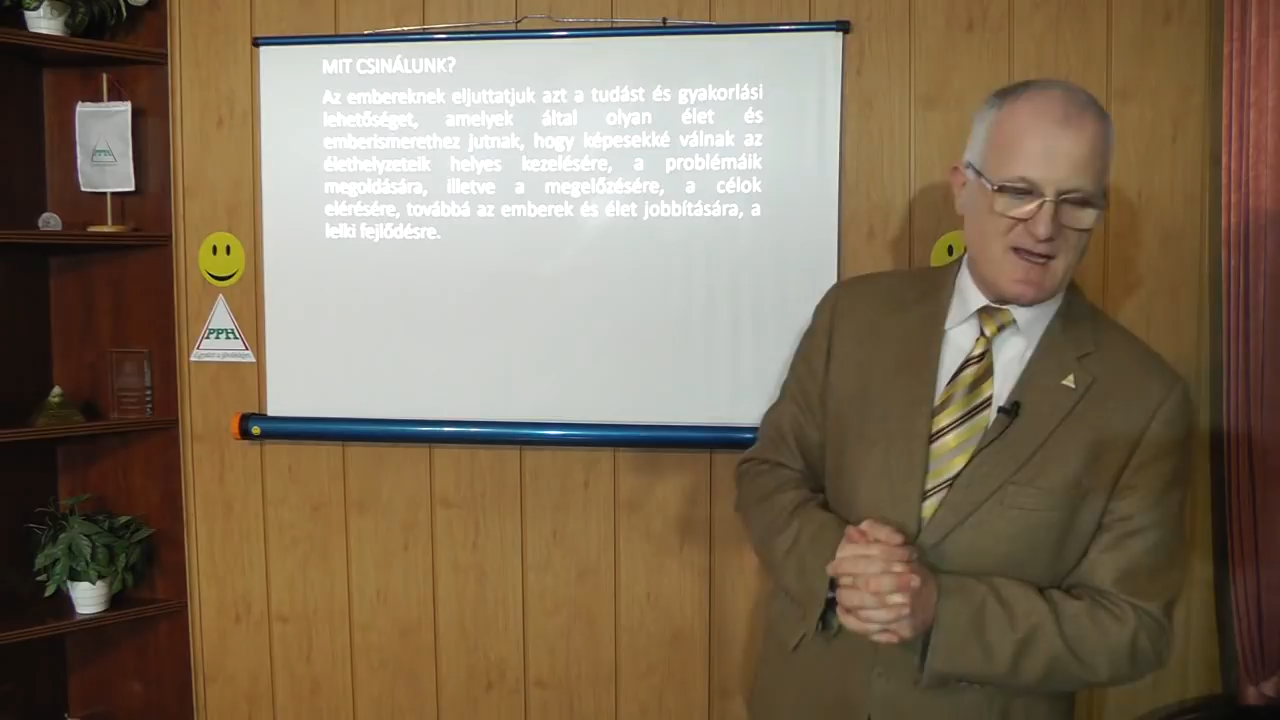 MIT CSINÁLUNK?
Az embereknek eljuttatjuk azt a tudást és gyakorlási
lehetőséget, amelyek által olyan élet és
emberismerethez jutnak, hogy képesekké válnak az
élethelyzeteik helyes kezelésére, a problémáik
megoldására, illetve a megelőzésére, a célok
elérésére, továbbá az emberek és élet jobbítására, a
lelki fejlődésre.
PPH
PPH